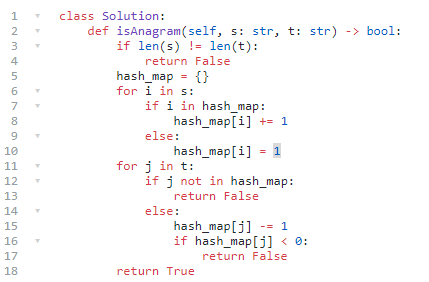 1 class Solution:
2     def isAnagram(self, s: str, t: str) -> bool:
3         if len(s) != len(t):
4             return False
5         hash_map = {}
6         for i in s:
7             if i in hash_map:
8                 hash_map[i] += 1
9             else:
10                 hash_map[i] = 1
11         for j in t:
12             if j not in hash_map:
13                 return False
14             else:
15                 hash_map[j] -= 1
16                 if hash_map[j] < 0:
17                     return False
18         return True